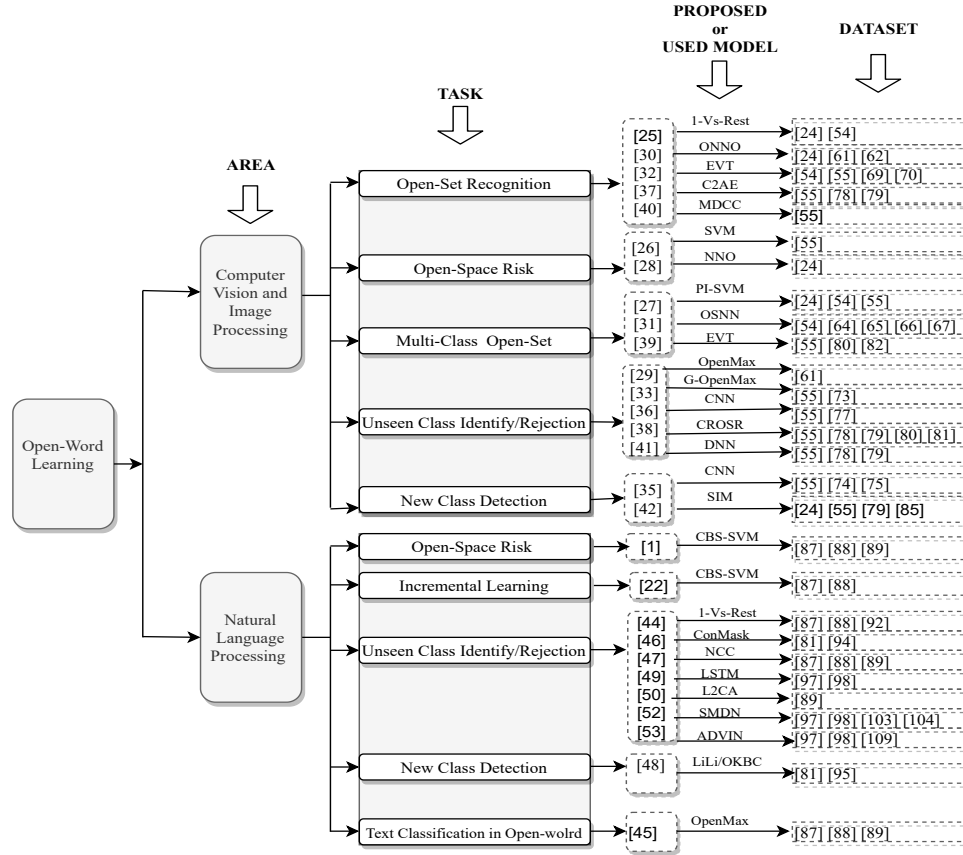 PROPOSED
or
USED MODEL
DATASET
TASK
AREA
Open-Word
Learning
Computer
Vision and
Image
Processing
Open-Set Recognition
[25]
[30]
[32]
[37]
[40]
1-Vs-Rest
[24] [54]
ONNO
[24] [61] [62]
EVT
[54] [55] [69] [70]
C2AE
[55] [78] [79]
MDCC
[55]
Open-Space Risk
[26]
[28]
SVM
[55]
NNO
[24]
Multi-Class Open-Set
[27]
[31]
[39]
PI-SVM
[24] [54] [55]
OSNN
[54] [64] [65] [66] [67]
EVT
[55] [80] [82]
Unseen Class Identify/Rejection
[29]
[33]
[36]
[38]
[41]
OpenMax
[61]
G-OpenMax
[55] [73]
CNN
[55] [77]
CROSR
[55] [78] [79] [80] [81]
DNN
[55] [78] [79]
New Class Detection
[35]
[42]
CNN
[55] [74] [75]
SIM
[24] [55] [79] [85]
Natural
Language
Processing
Open-Space Risk
[1]
CBS-SVM
[87] [88] [89]
Incremental Learning
[22]
CBS-SVM
[87] [88]
Unseen Class Identify/Rejection
[44]
[46]
[47]
[49]
[50]
[52]
[53]
1-Vs-Rest
[87] [88] [92]
ConMask
[81] [94]
NCC
[87] [88] [89]
LSTM
[97] [98]
L2CA
[89]
SMDN
[97] [98] [103] [104]
ADVIN
[97] [98] [109]
New Class Detection
[48]
LiLi/OKBC
[81] [95]
Text Classification in Open-wolrd
[45]
OpenMax
[87] [88] [89]